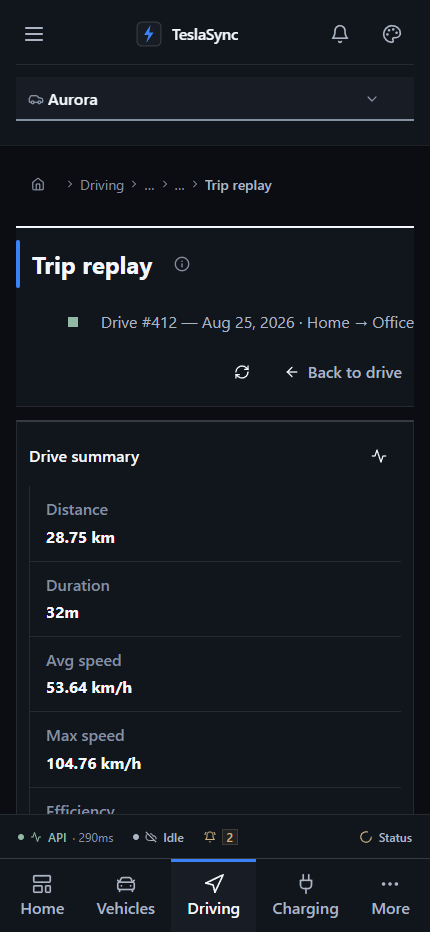 TeslaSync
Aurora
Driving ... ... Trip replay
Trip replay
Drive #412 — Aug 25, 2026 · Home → Office
← Back to drive
Drive summary
Distance
28.75 km
Duration
32m
Avg speed
53.64 km/h
Max speed
104.76 km/h
Efficiency
API · 290ms Idle 2 Status
Home Vehicles Driving Charging More